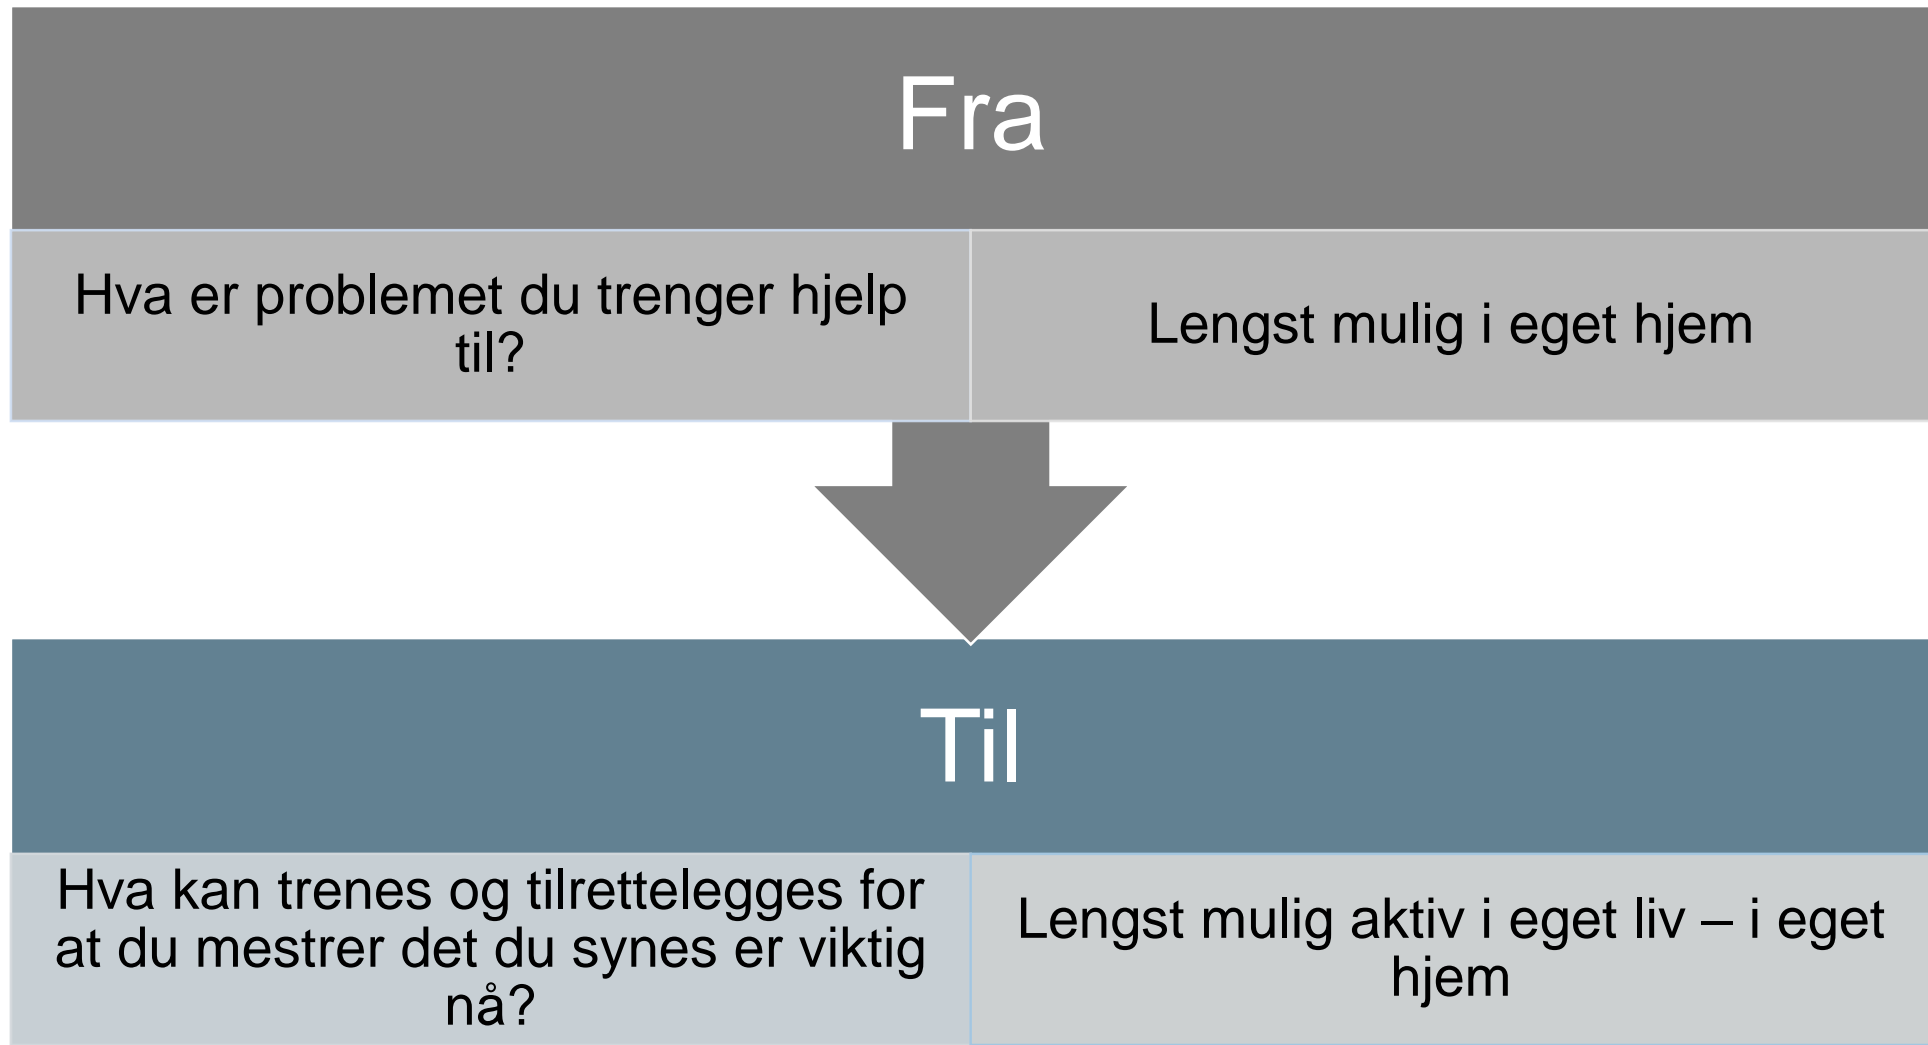 Fra
Hva er problemet du trenger hjelp
til?
Lengst mulig i eget hjem
Til
Hva kan trenes og tilrettelegges for
at du mestrer det du synes er viktig
nå?
Lengst mulig aktiv i eget liv – i eget
hjem